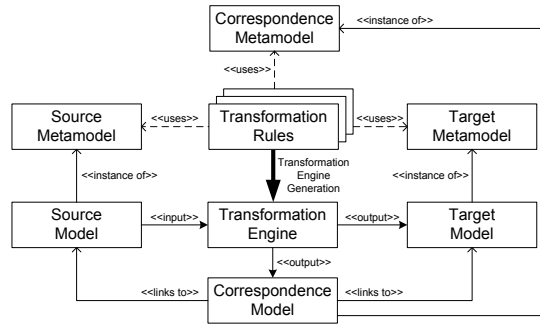 Correspondence
Metamodel
<<instance of>>
<<uses>>
Source
Metamodel
<<uses>>
Transformation
Rules
<<uses>>
Target
Metamodel
<<instance of>>
Transformation
Engine
Generation
<<instance of>>
Source
Model
<<input>>
Transformation
Engine
<<output>>
Target
Model
<<output>>
<<links to>>
Correspondence
Model
<<links to>>